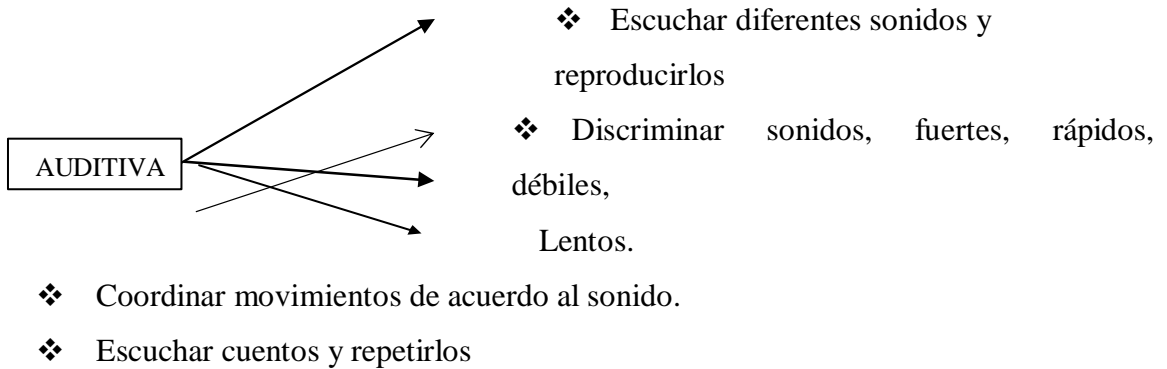 ❖ Escuchar diferentes sonidos y
reproducirlos
❖ Discriminar sonidos, fuertes, rápidos,
AUDITIVA
débiles,
Lentos.
❖ Coordinar movimientos de acuerdo al sonido.
❖ Escuchar cuentos y repetirlos